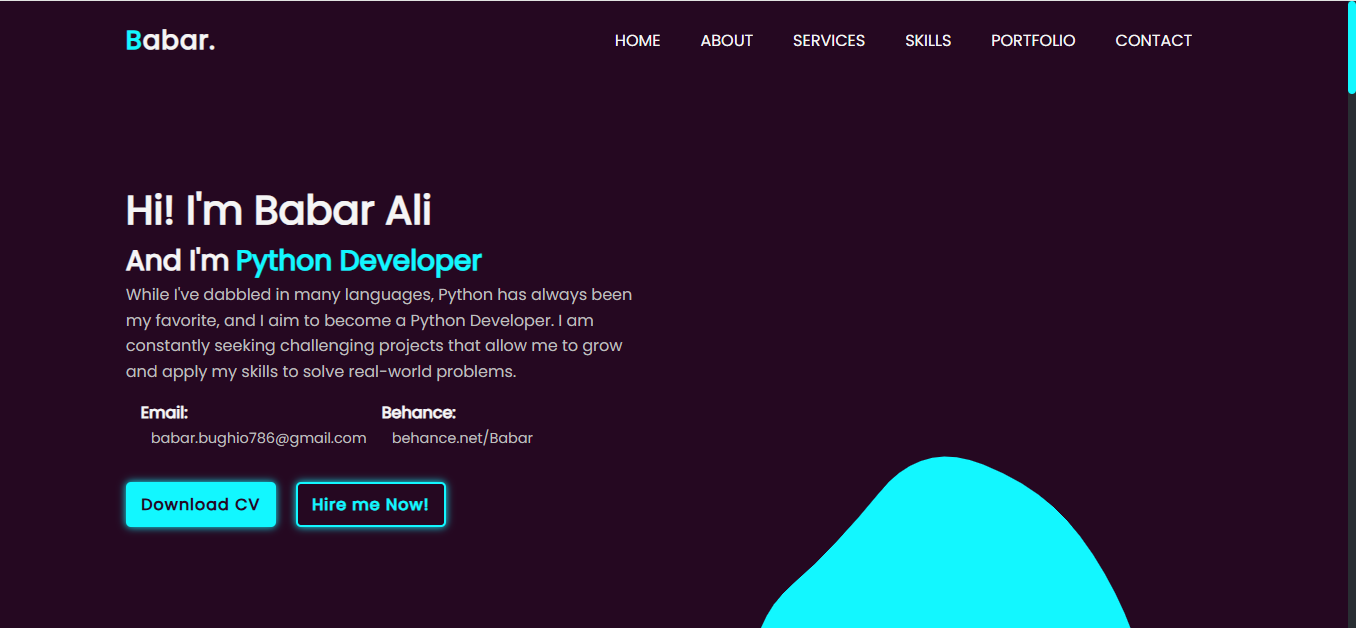 Babar.
HOME ABOUT SERVICES SKILLS PORTFOLIO CONTACT
Hi! I'm Babar Ali
And I'm Python Developer
While I've dabbled in many languages, Python has always been
my favorite, and I aim to become a Python Developer. I am
constantly seeking challenging projects that allow me to grow
and apply my skills to solve real-world problems.
Email: Behance:
babar.bughio786@gmail.com behance.net/Babar
Download CV Hire me Now!